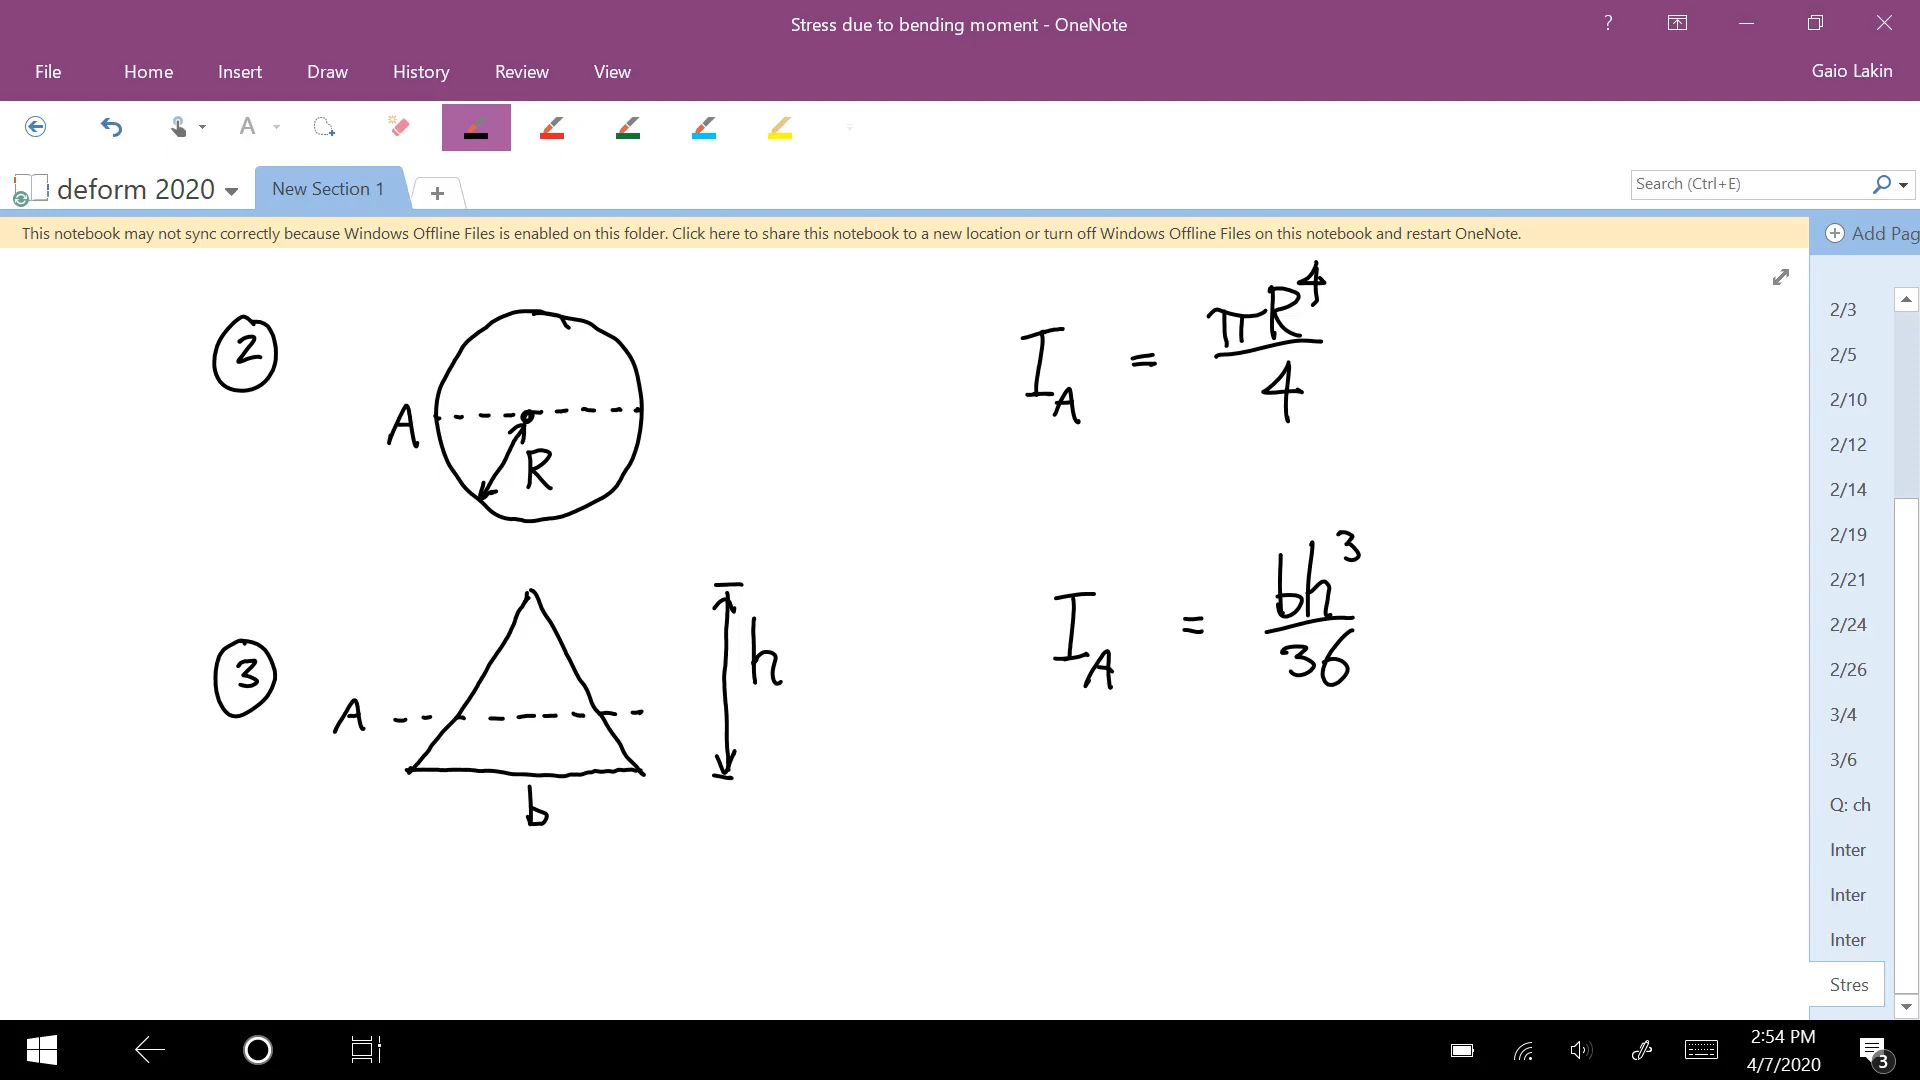 Stress due to bending moment - OneNote
?
File Home Insert Draw History Review View
Gaio Lakin
A
deform 2020
New Section 1
+
Search (Ctrl+E)
This notebook may not sync correctly because Windows Offline Files is enabled on this folder. Click here to share this notebook to a new location or turn off Windows Offline Files on this notebook and restart OneNote.
Add Pag
2/3
2/5
2/10
2/12
2/14
2/19
2/21
2/24
2/26
3/4
3/6
Q: ch
Inter
Inter
Inter
Stres
2
A
R
I_A = πR^4/4
3
A
h
b
I_A = bh^3/36
2:54 PM
4/7/2020
3